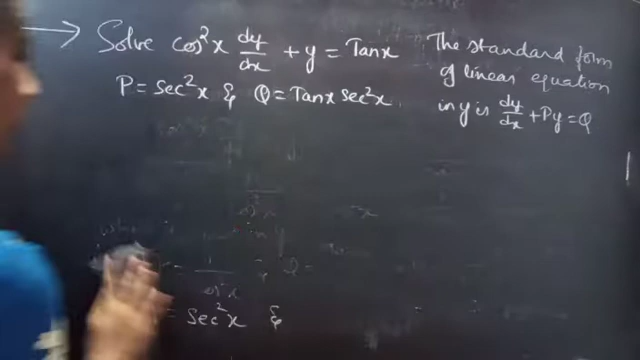 → Solve cos²x dy/dx + y = Tanx
P = sec²x & Q = Tanx sec²x
The standard form
of linear equation
in y is dy/dx + Py = Q
= sec²x &